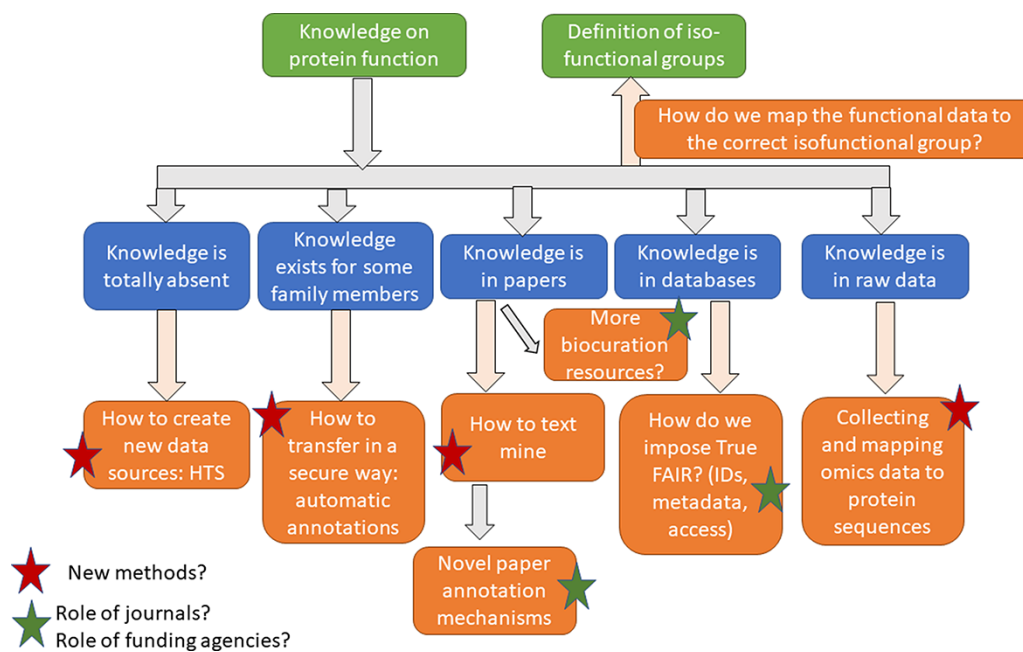 Knowledge on
protein function
Definition of iso-
functional groups
How do we map the functional data to
the correct isofunctional group?
Knowledge is
totally absent
Knowledge
exists for some
family members
Knowledge is
in papers
Knowledge is
in databases
Knowledge is
in raw data
More
biocuration
resources?
How to create
new data
sources: HTS
How to
transfer in a
secure way:
automatic
annotations
How to text
mine
How do we
impose True
FAIR? (IDs,
metadata,
access)
Collecting
and mapping
omics data to
protein
sequences
Novel paper
annotation
mechanisms
New methods?
Role of journals?
Role of funding agencies?